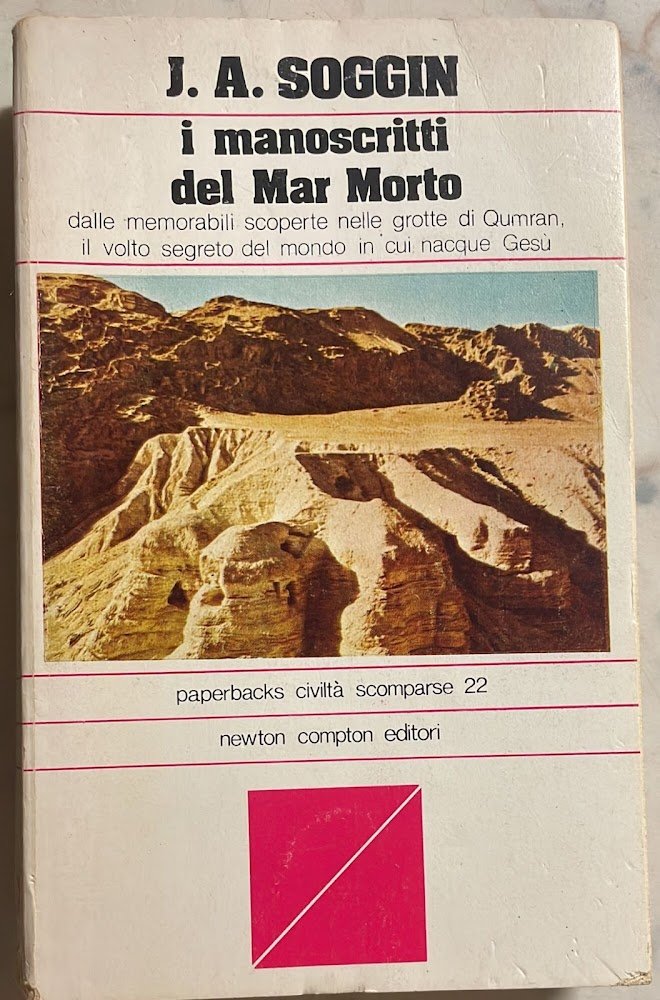 J. A. SOGGIN
i manoscritti
del Mar Morto
dalle memorabili scoperte nelle grotte di Qumran,
il volto segreto del mondo in cui nacque Gesù
paperbacks civiltà scomparse 22
newton compton editori